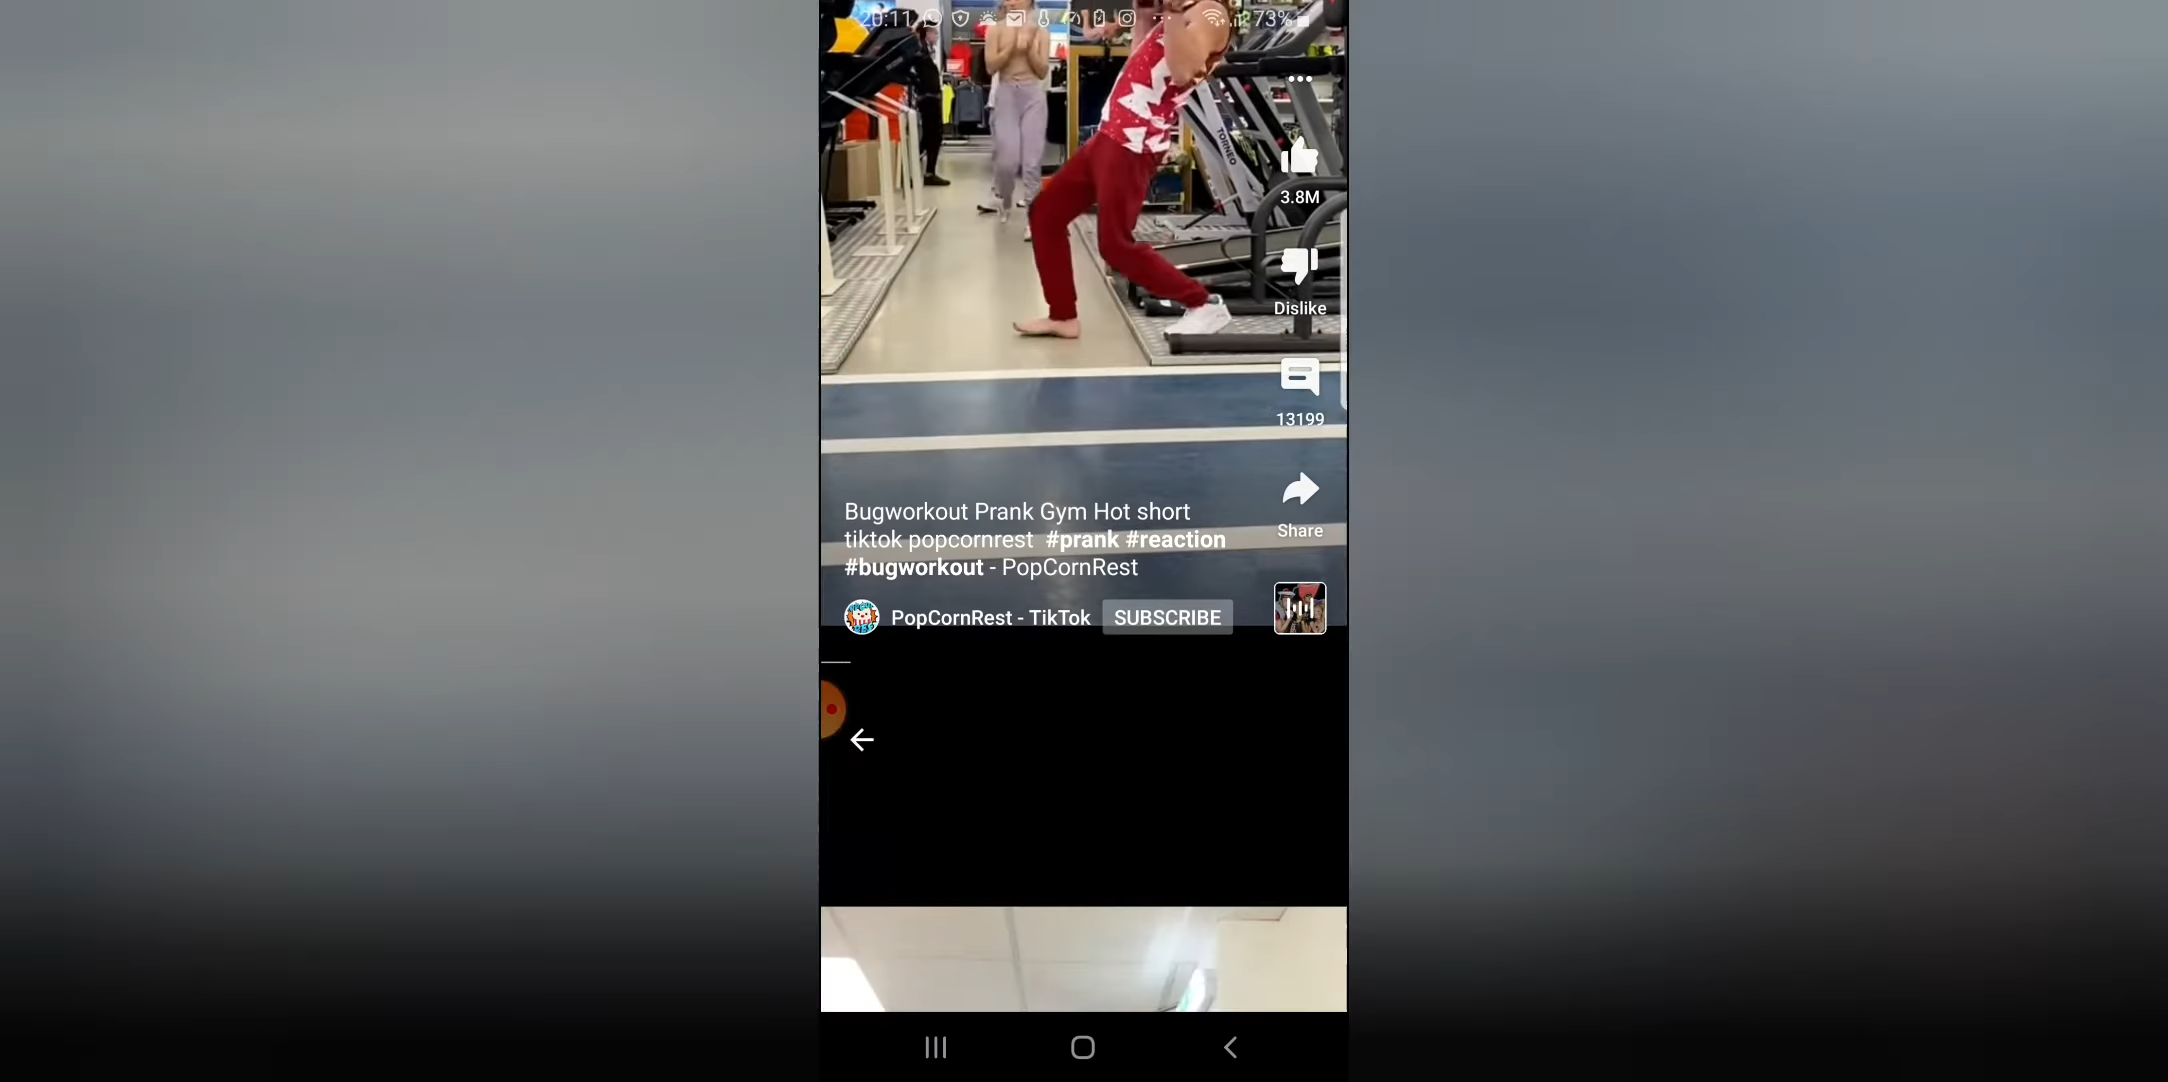 20:11
73%
TORNEO
3.8M
Dislike
13199
Share
Bugworkout Prank Gym Hot short
tiktok popcornrest #prank #reaction
#bugworkout - PopCornRest
PopCornRest - TikTok SUBSCRIBE